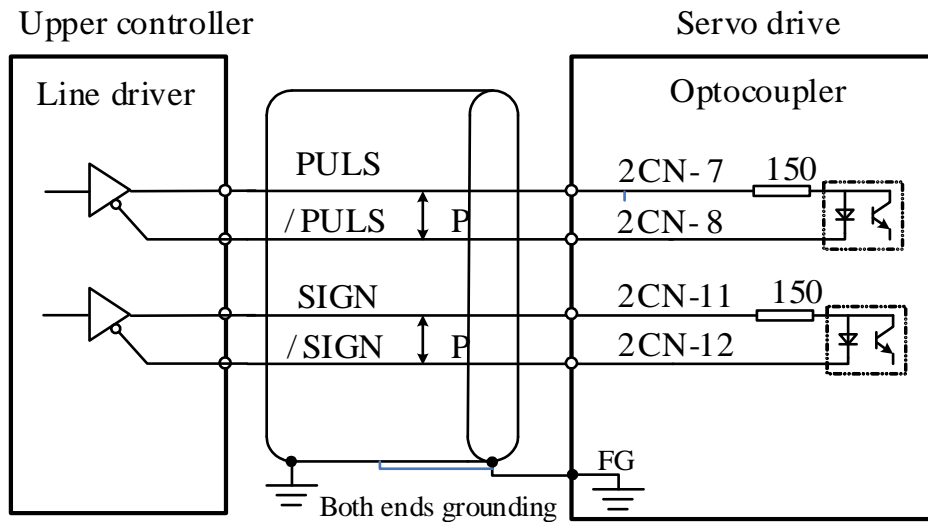 Upper controller
Servo drive
Line driver
Optocoupler
PULS
2CN-7
150
/PULS
P
2CN-8
SIGN
2CN-11
150
/SIGN
P
2CN-12
FG
Both ends grounding